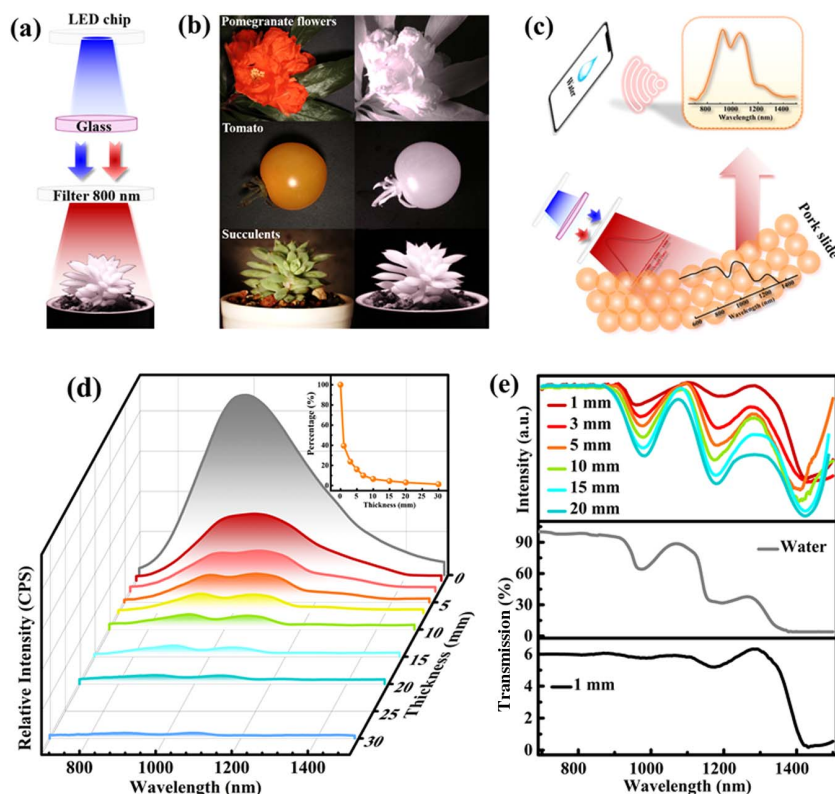 (a)
LED chip
Glass
Filter 800 nm
(b)
Pomegranate flowers
Tomato
Succulents
(c)
Water
800 1000 1200 1400
Wavelength (nm)
Pork slide
600 800 1000 1200 1400
Wavelength (nm)
(d)
Relative Intensity (CPS)
800 1000 1200 1400
Wavelength (nm)
0
5
10
15
20
25
30
Thickness (mm)
Percentage (%)
100
80
60
40
20
0
0 10 20 30
Thickness (mm)
(e)
Intensity (a.u.)
1 mm
3 mm
5 mm
10 mm
15 mm
20 mm
Transmission (%)
90
60
30
0
Water
6
4
2
0
1 mm
800 1000 1200 1400
Wavelength (nm)